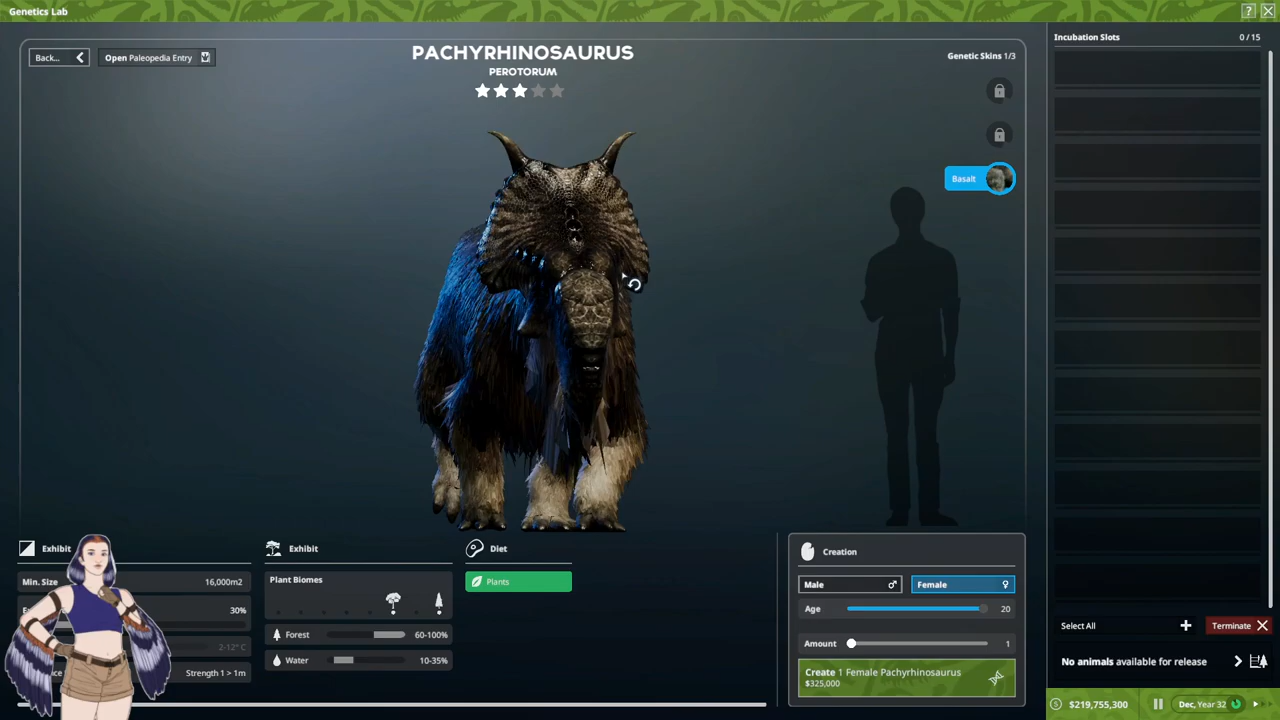 Genetics Lab
?
Back...
Open Paleopedia Entry
PACHYRHINOSAURUS
PEROTORUM
Genetic Skins 1/3
Basalt
Incubation Slots 0 / 15
Exhibit
Min. Size 16,000m2
30%
2-12° C
Strength 1 > 1m
Exhibit
Plant Biomes
Forest 60-100%
Water 10-35%
Diet
Plants
Creation
Male
Female
Age 20
Amount 1
Create 1 Female Pachyrhinosaurus
$325,000
Select All
Terminate
No animals available for release
$219,755,300
Dec, Year 32